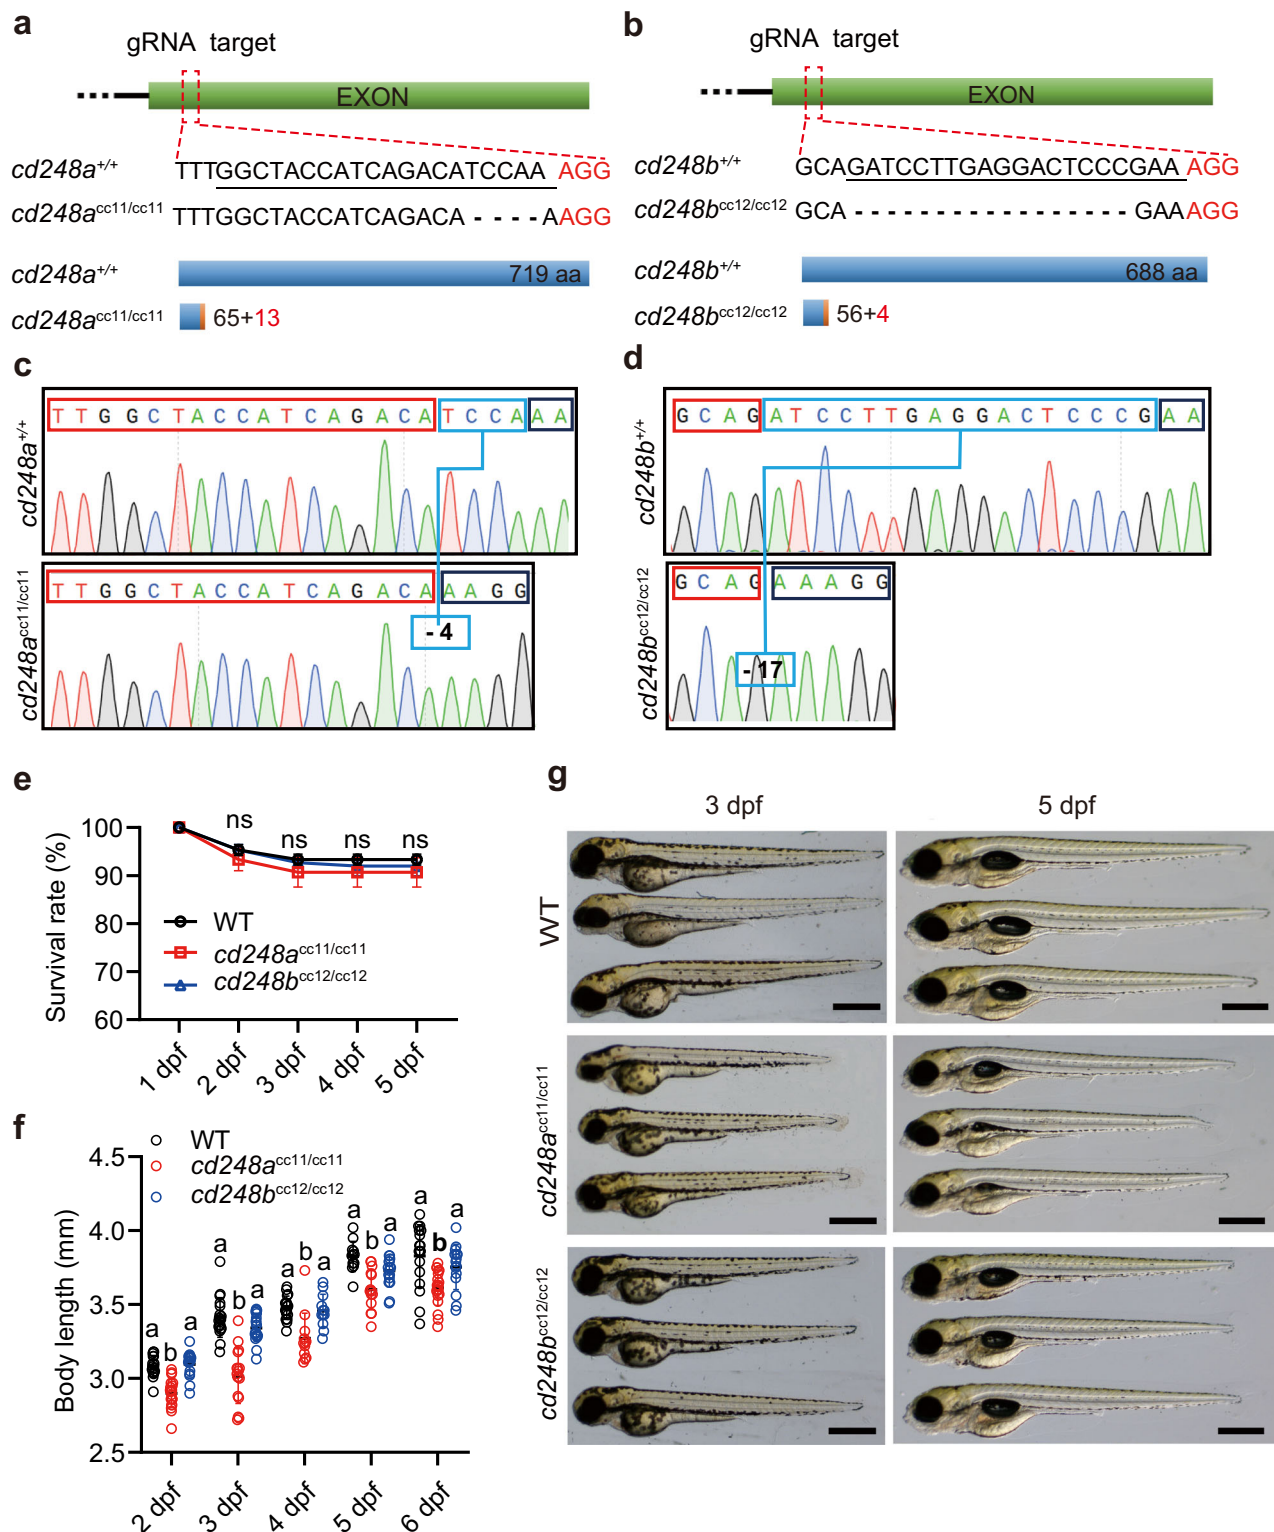 a
gRNA target
EXON
cd248a+/+ TTTGGCTACCATCAGACATCCAA AGG
cd248acc11/cc11 TTTGGCTACCATCAGACA - - - - AAGG
cd248a+/+ 719 aa
cd248acc11/cc11 65+13
b
gRNA target
EXON
cd248b+/+ GCAGATCCTTGAGGACTCCCGAA AGG
cd248bcc12/cc12 GCA - - - - - - - - - - - - - - - - - GAAAGG
cd248b+/+ 688 aa
cd248bcc12/cc12 56+4
c
cd248a+/+
T T G G C T A C C A T C A G A C A T C C A A A
cd248acc11/cc11
T T G G C T A C C A T C A G A C A A A G G
- 4
d
cd248b+/+
G C A G A T C C T T G A G G A C T C C C G A A
cd248bcc12/cc12
G C A G A A A G G
- 17
e
Survival rate (%)
100
90
80
70
60
ns
ns
ns
ns
WT
cd248acc11/cc11
cd248bcc12/cc12
1 dpf
2 dpf
3 dpf
4 dpf
5 dpf
f
WT
cd248acc11/cc11
cd248bcc12/cc12
Body length (mm)
4.5
4.0
3.5
3.0
2.5
a b a
a b a
a b a
a b a
a b a
2 dpf
3 dpf
4 dpf
5 dpf
6 dpf
g
3 dpf
5 dpf
WT
cd248acc11/cc11
cd248bcc12/cc12